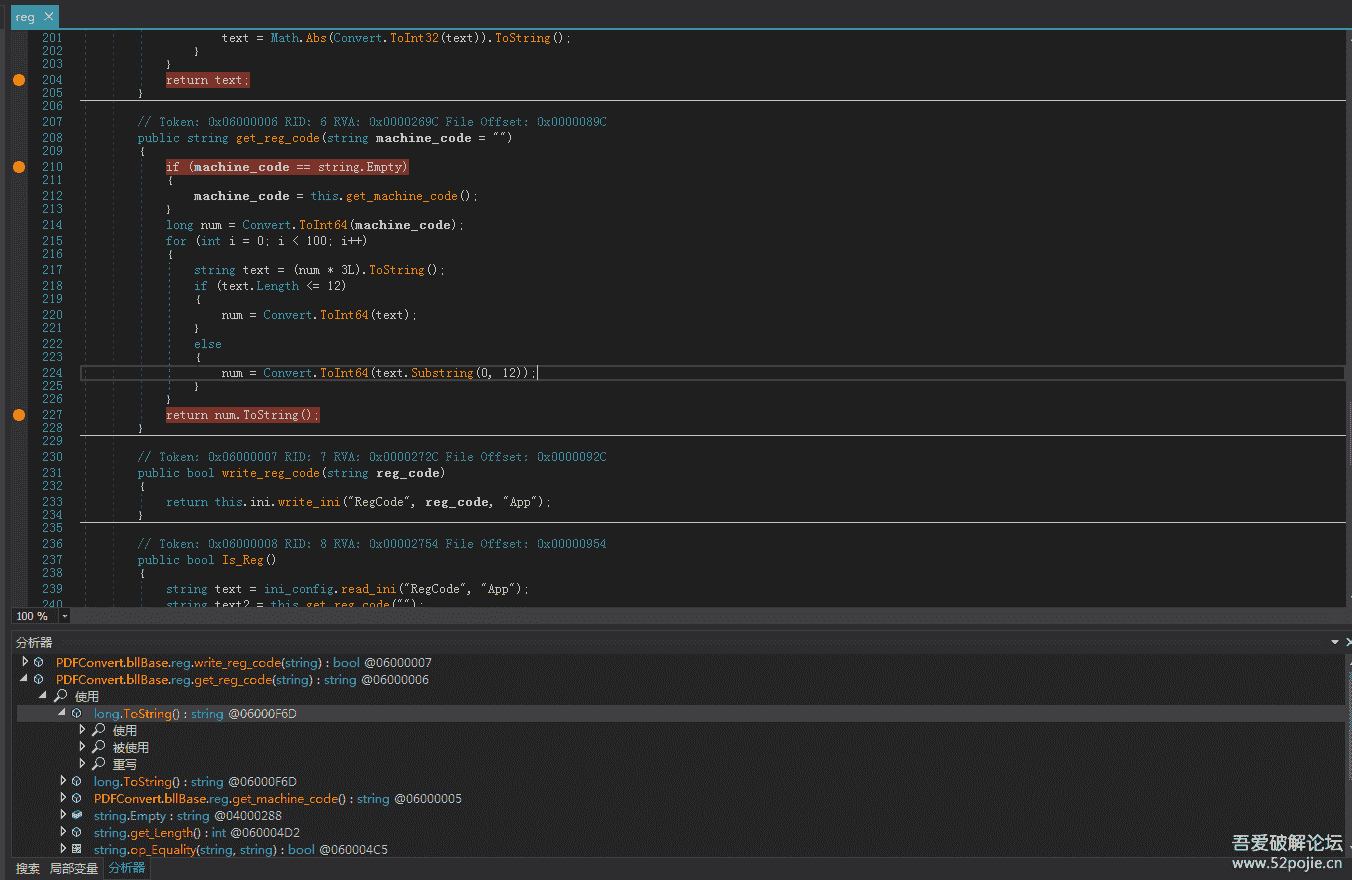 reg ×
201 text = Math.Abs(Convert.ToInt32(text)).ToString();
202 }
203 }
204 return text;
205 }
206
207 // Token: 0x06000006 RID: 6 RVA: 0x0000269C File Offset: 0x0000089C
208 public string get_reg_code(string machine_code = "")
209 {
210 if (machine_code == string.Empty)
211 {
212 machine_code = this.get_machine_code();
213 }
214 long num = Convert.ToInt64(machine_code);
215 for (int i = 0; i < 100; i++)
216 {
217 string text = (num * 3L).ToString();
218 if (text.Length <= 12)
219 {
220 num = Convert.ToInt64(text);
221 }
222 else
223 {
224 num = Convert.ToInt64(text.Substring(0, 12));
225 }
226 }
227 return num.ToString();
228 }
229
230 // Token: 0x06000007 RID: 7 RVA: 0x0000272C File Offset: 0x0000092C
231 public bool write_reg_code(string reg_code)
232 {
233 return this.ini.write_ini("RegCode", reg_code, "App");
234 }
235
236 // Token: 0x06000008 RID: 8 RVA: 0x00002754 File Offset: 0x00000954
237 public bool Is_Reg()
238 {
239 string text = ini_config.read_ini("RegCode", "App");
240 string text2 = this.get_reg_code("");
100 %
分析器
PDFConvert.bllBase.reg.write_reg_code(string) : bool @06000007
PDFConvert.bllBase.reg.get_reg_code(string) : string @06000006
使用
long.ToString() : string @06000F6D
使用
被使用
重写
long.ToString() : string @06000F6D
PDFConvert.bllBase.reg.get_machine_code() : string @06000005
string.Empty : string @04000288
string.get_Length() : int @060004D2
string.op_Equality(string, string) : bool @060004C5
搜索 局部变量 分析器
吾爱破解论坛
www.52pojie.cn